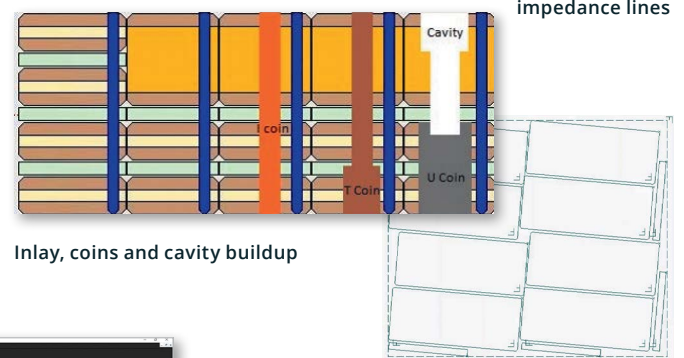 impedance lines
Cavity
I coin
T Coin
U Coin
Inlay, coins and cavity buildup